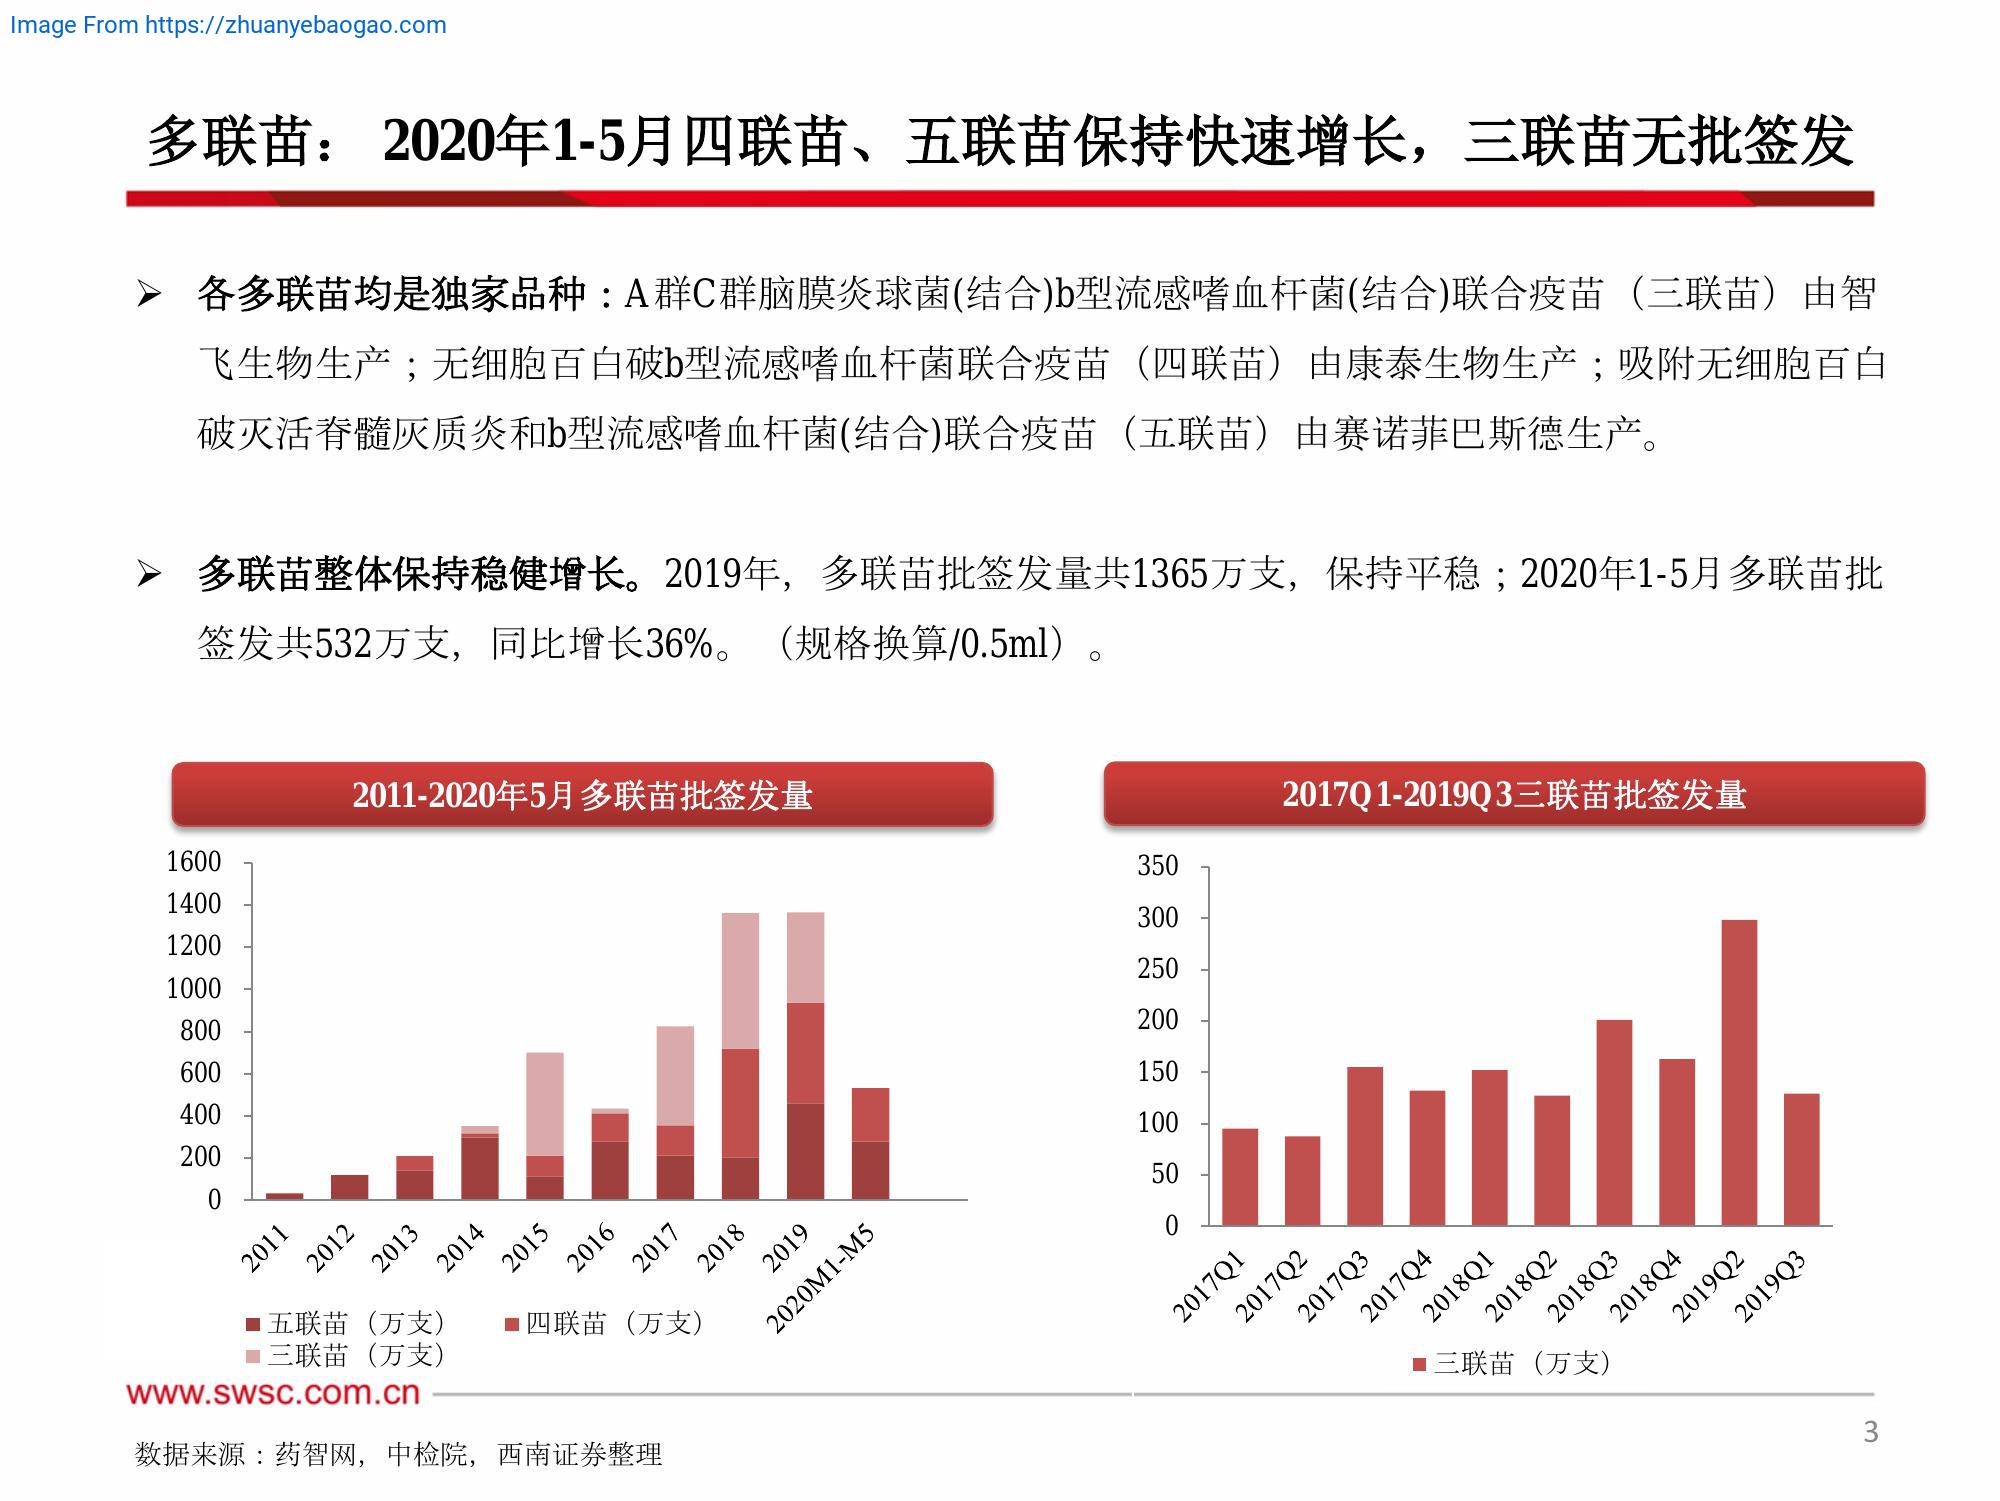 Image From https://zhuanyebaogao.com
多联苗： 2020年1-5月四联苗、五联苗保持快速增长，三联苗无批签发
➢ 各多联苗均是独家品种：A群C群脑膜炎球菌(结合)b型流感嗜血杆菌(结合)联合疫苗（三联苗）由智
飞生物生产；无细胞百白破b型流感嗜血杆菌联合疫苗（四联苗）由康泰生物生产；吸附无细胞百白
破灭活脊髓灰质炎和b型流感嗜血杆菌(结合)联合疫苗（五联苗）由赛诺菲巴斯德生产。
➢ 多联苗整体保持稳健增长。2019年，多联苗批签发量共1365万支，保持平稳；2020年1-5月多联苗批
签发共532万支，同比增长36%。（规格换算/0.5ml）。
2011-2020年5月多联苗批签发量
1600
1400
1200
1000
800
600
400
200
0
2011 2012 2013 2014 2015 2016 2017 2018 2019 2020M1-M5
五联苗（万支） 四联苗（万支）
三联苗（万支）
2017Q1-2019Q3三联苗批签发量
350
300
250
200
150
100
50
0
2017Q1 2017Q2 2017Q3 2017Q4 2018Q1 2018Q2 2018Q3 2018Q4 2019Q2 2019Q3
三联苗（万支）
www.swsc.com.cn
数据来源：药智网，中检院，西南证券整理
3